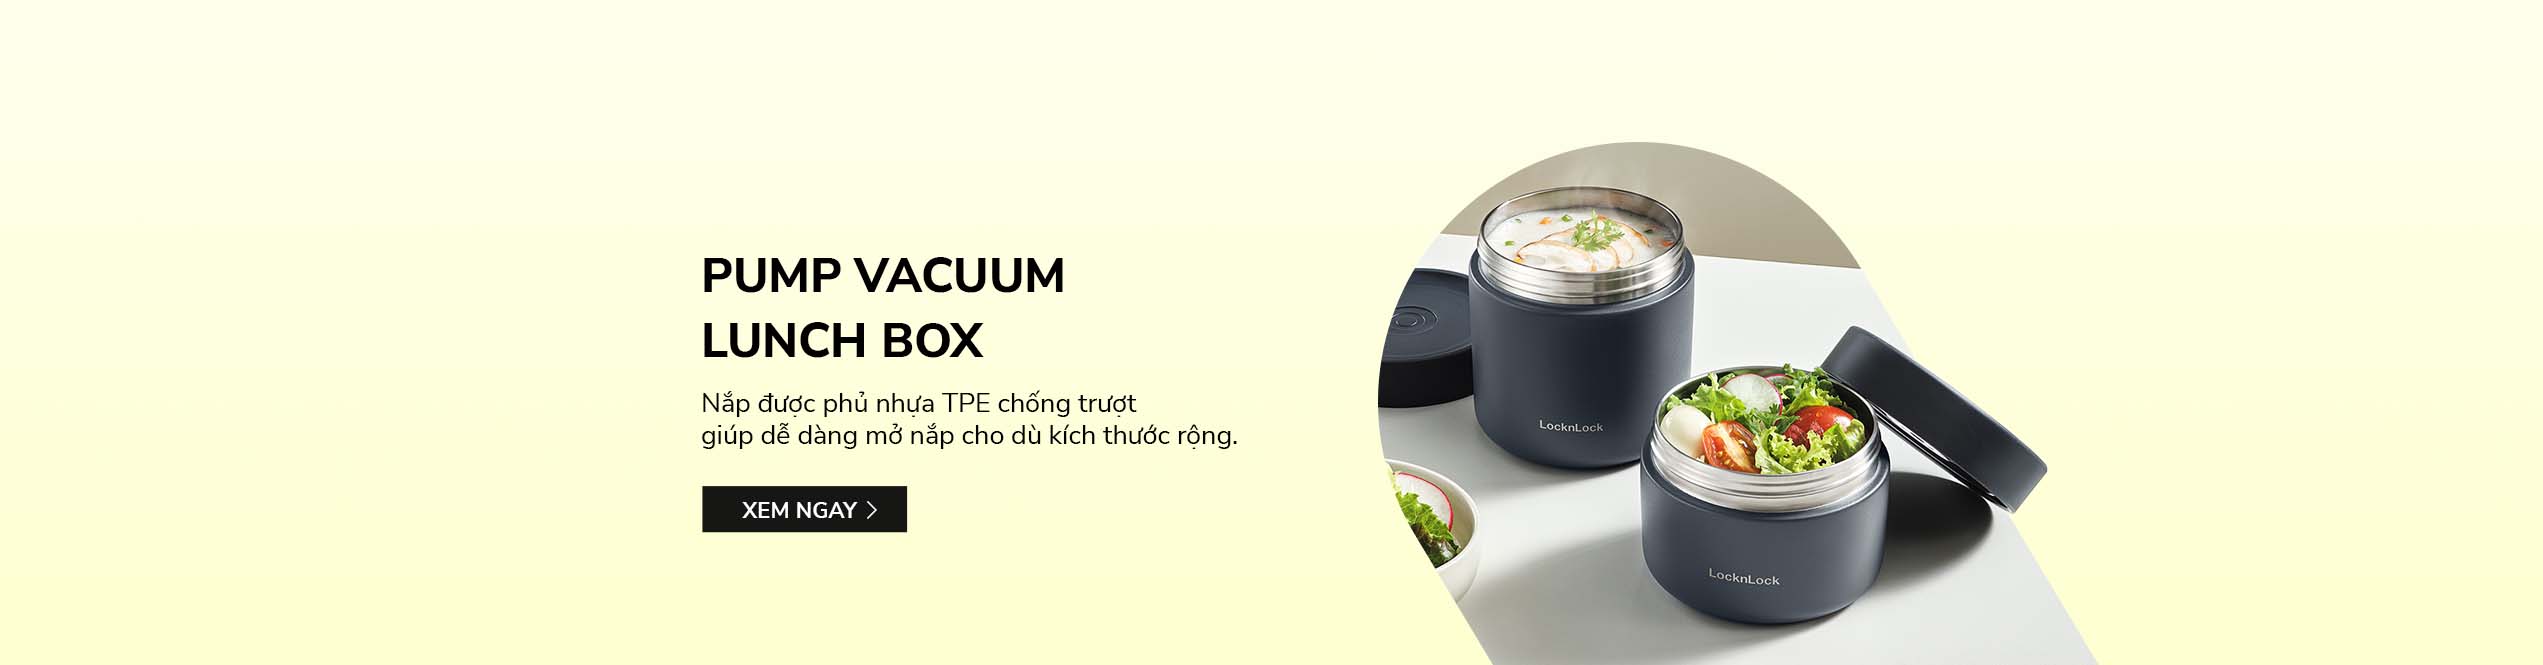 PUMP VACUUM
LUNCH BOX
Nắp được phủ nhựa TPE chống trượt
giúp dễ dàng mở nắp cho dù kích thước rộng.
XEM NGAY
LocknLock
LocknLock